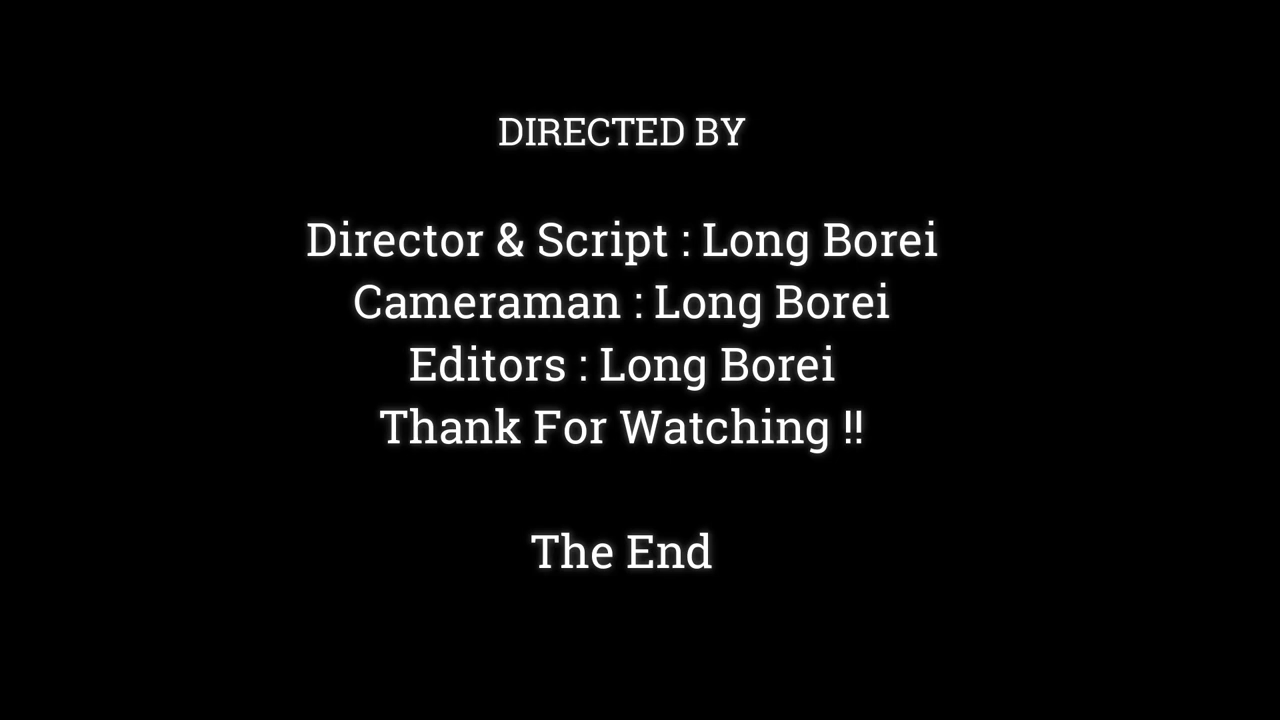 DIRECTED BY
Director & Script : Long Borei
Cameraman : Long Borei
Editors : Long Borei
Thank For Watching !!
The End